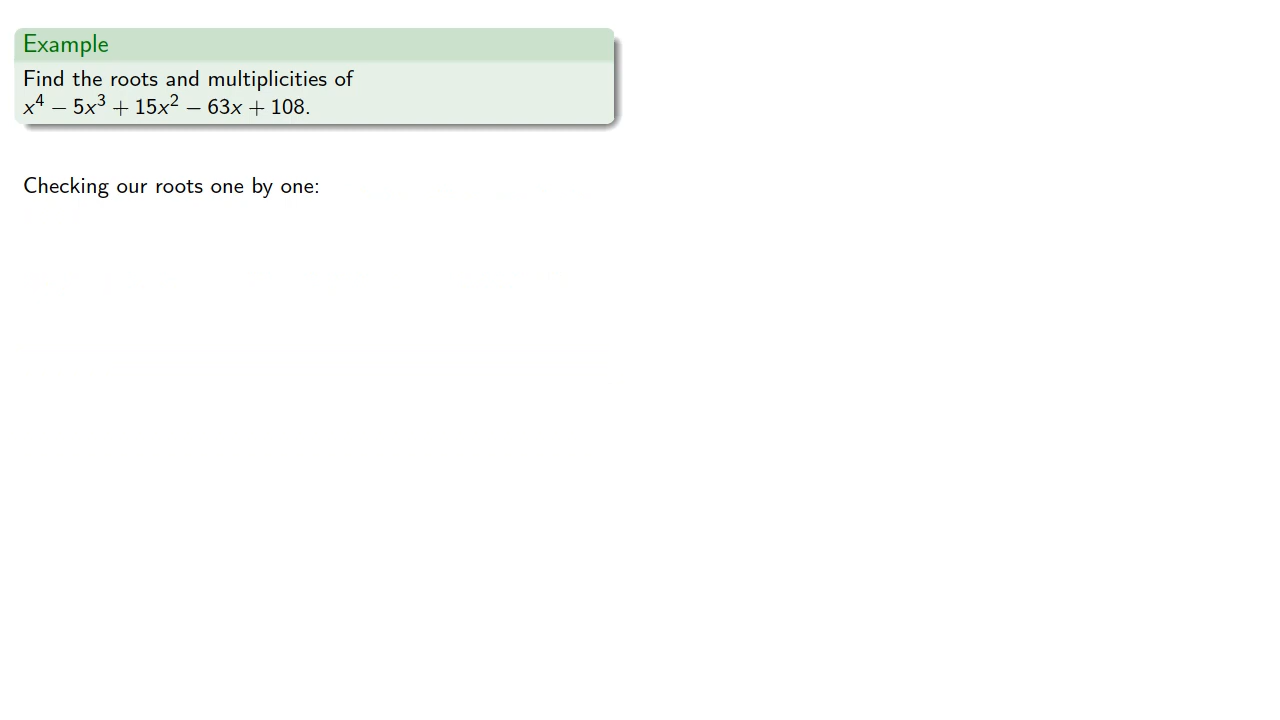 Example
Find the roots and multiplicities of
x⁴ − 5x³ + 15x² − 63x + 108.
Checking our roots one by one: